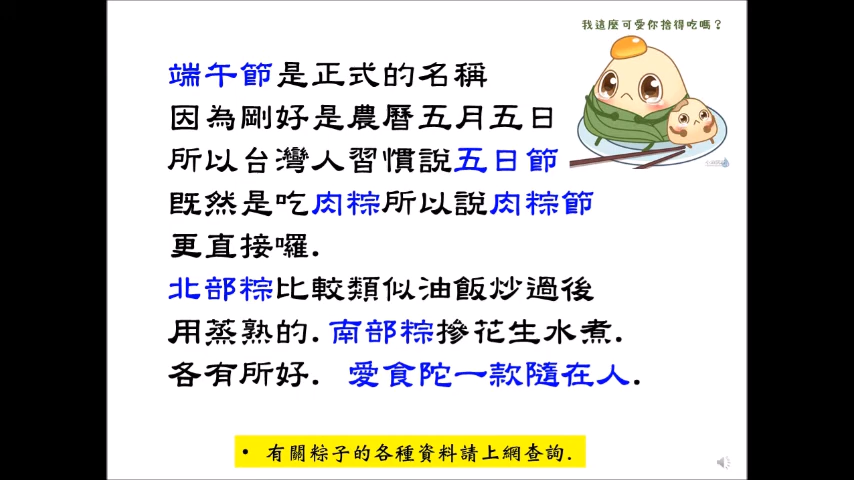 我這麼可愛你捨得吃嗎？
端午節是正式的名稱
因為剛好是農曆五月五日
所以台灣人習慣說五日節
既然是吃肉粽所以說肉粽節
更直接囉.
北部粽比較類似油飯炒過後
用蒸熟的.南部粽摻花生水煮.
各有所好. 愛食陀一款隨在人.
• 有關粽子的各種資料請上網查詢.